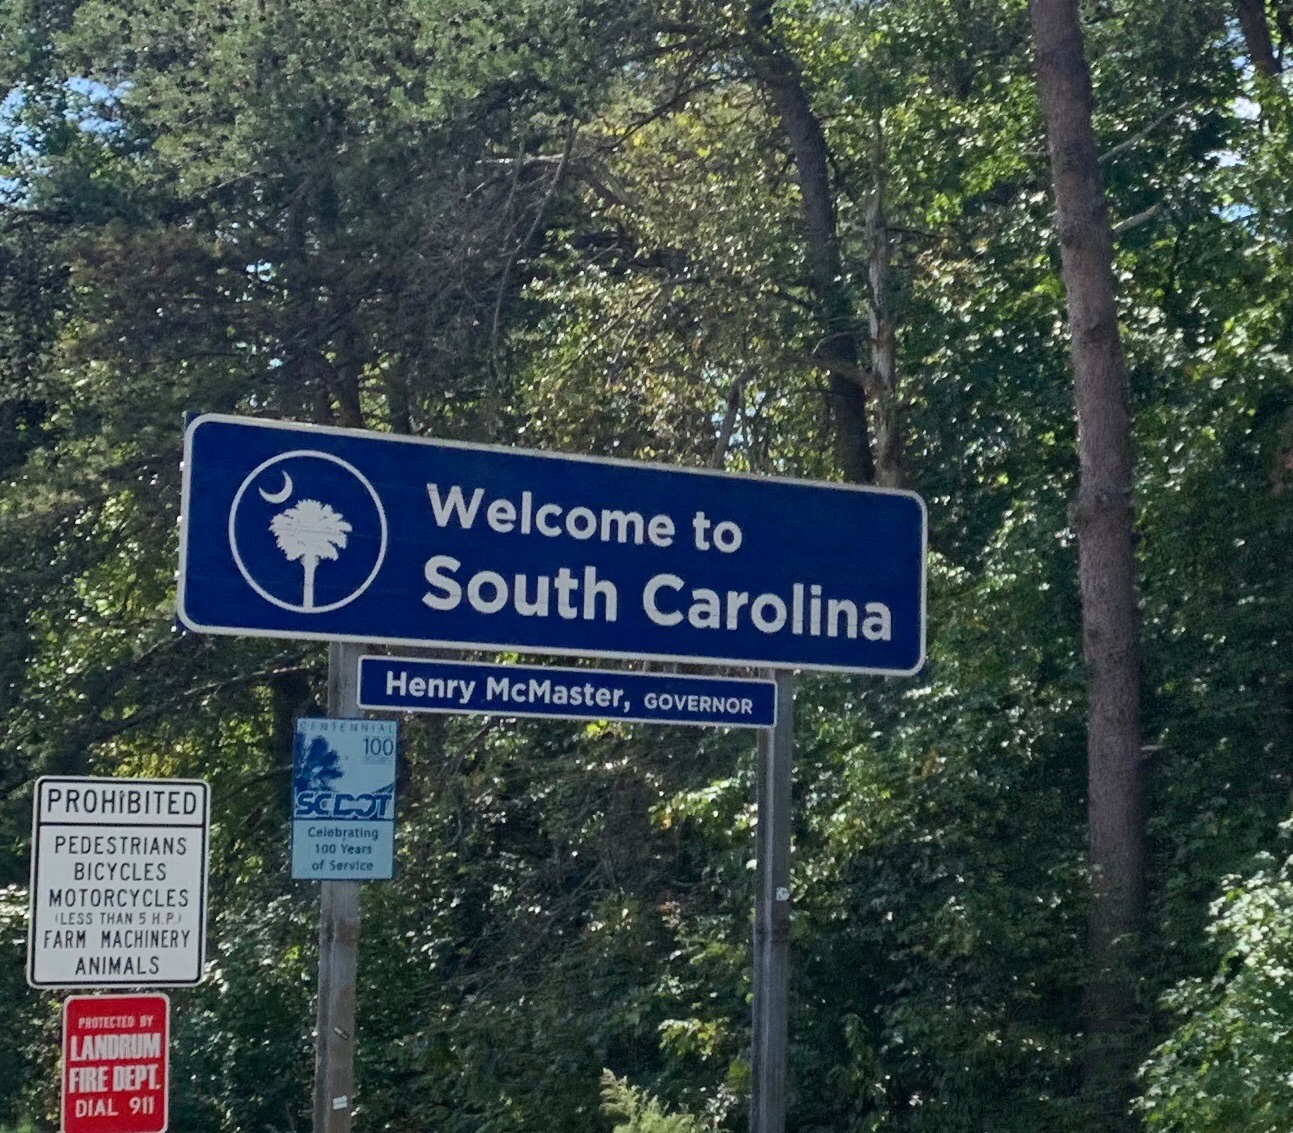 Welcome to
South Carolina
Henry McMaster, GOVERNOR
CENTENNIAL
100
SCDOT
Celebrating
100 Years
of Service
PROHIBITED
PEDESTRIANS
BICYCLES
MOTORCYCLES
(LESS THAN 5 H.P.)
FARM MACHINERY
ANIMALS
PROTECTED BY
LANDRUM
FIRE DEPT.
DIAL 911